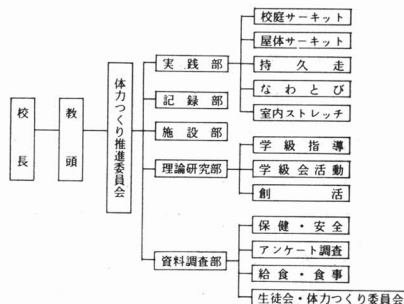 校長
教頭
体力つくり推進委員会
実践部
校庭サーキット
屋体サーキット
持久走
なわとび
室内ストレッチ
記録部
施設部
理論研究部
学級指導
学級会活動
創活
資料調査部
保健・安全
アンケート調査
給食・食事
生徒会・体力つくり委員会